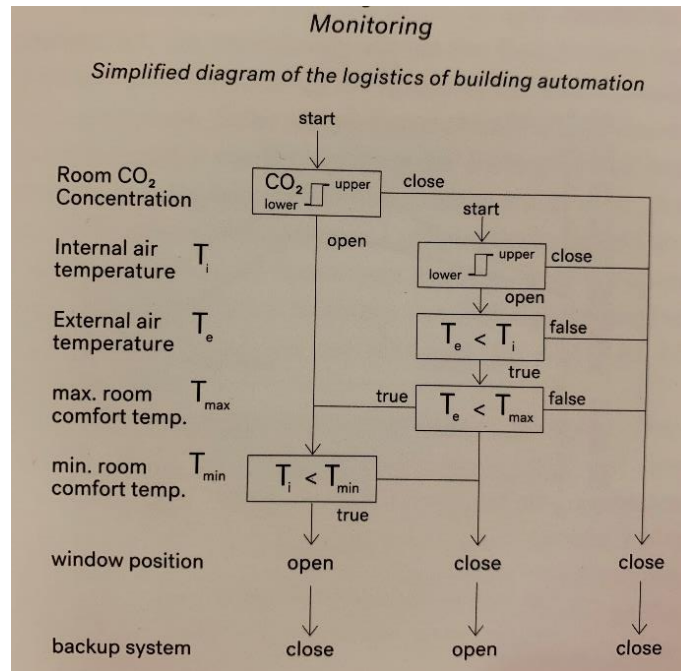 Monitoring
Simplified diagram of the logistics of building automation
start
Room CO₂
Concentration
CO₂ upper
lower
close
start
open
Internal air
temperature Tᵢ
upper
lower
close
open
External air
temperature Tₑ
Tₑ < Tᵢ
false
true
max. room
comfort temp. Tmax
true
Tₑ < Tmax
false
min. room
comfort temp. Tmin
Tᵢ < Tmin
true
window position open close close
backup system close open close